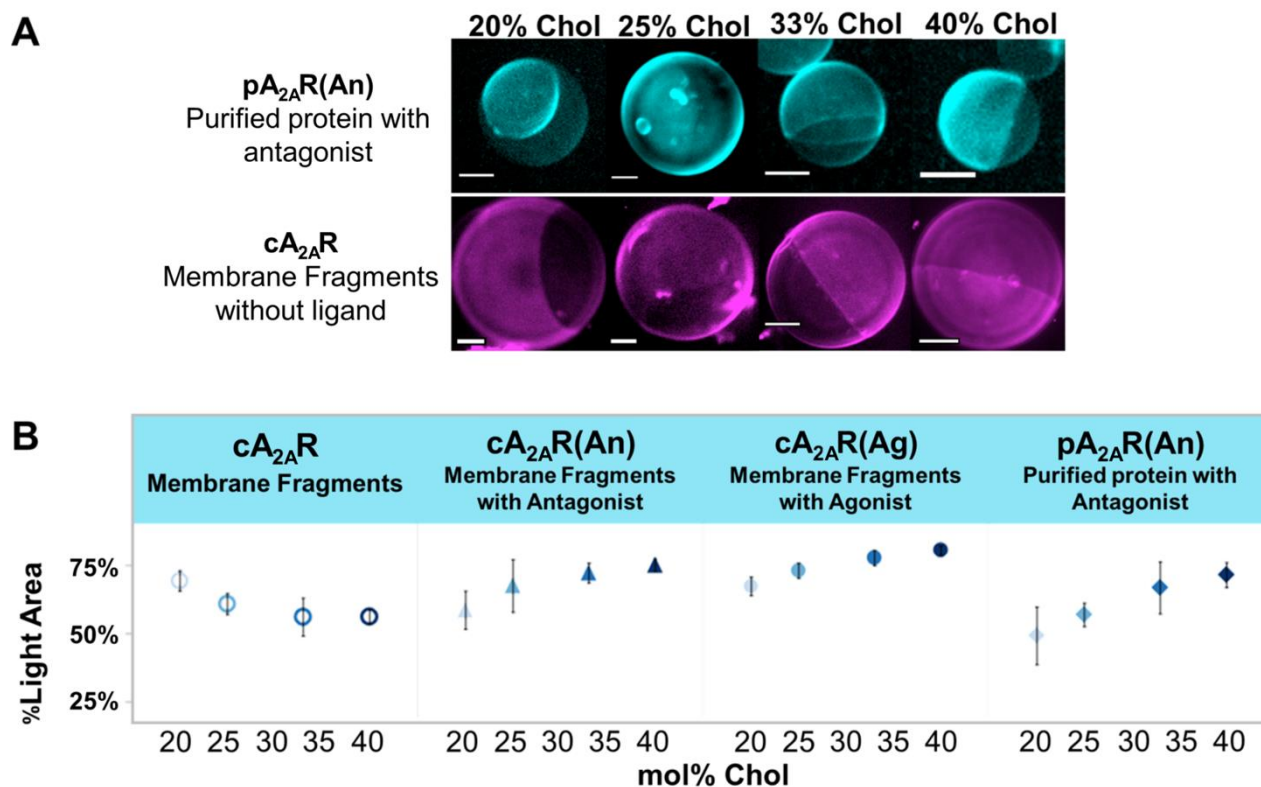 A
20% Chol 25% Chol 33% Chol 40% Chol
pA2AR(An)
Purified protein with
antagonist
cA2AR
Membrane Fragments
without ligand
B
cA2AR
Membrane Fragments
cA2AR(An)
Membrane Fragments
with Antagonist
cA2AR(Ag)
Membrane Fragments
with Agonist
pA2AR(An)
Purified protein with
Antagonist
%Light Area
75%
50%
25%
20 25 30 35 40 20 25 30 35 40 20 25 30 35 40 20 25 30 35 40
mol% Chol